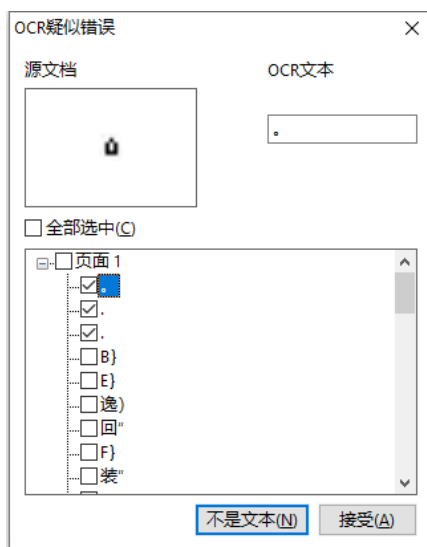 OCR疑似错误
源文档 OCR文本
û 。
全部选中(C)
页面 1
。
.
.
B}
E}
逸)
回"
F}
装"
不是文本(N) 接受(A)